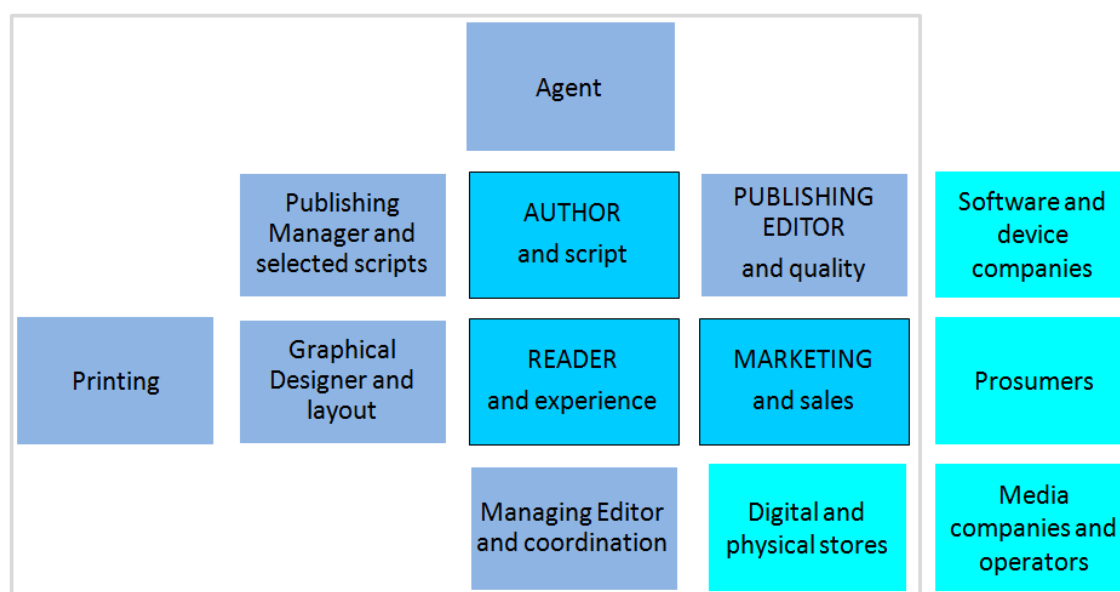 Agent
Publishing
Manager and
selected scripts
AUTHOR
and script
PUBLISHING
EDITOR
and quality
Software and
device
companies
Printing
Graphical
Designer and
layout
READER
and experience
MARKETING
and sales
Prosumers
Managing Editor
and coordination
Digital and
physical stores
Media
companies and
operators